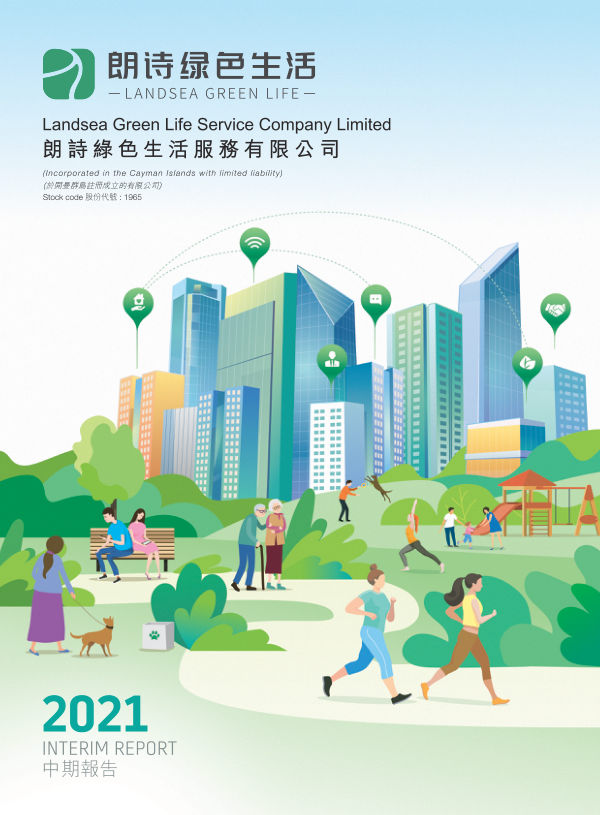 朗诗绿色生活
LANDSEA GREEN LIFE
Landsea Green Life Service Company Limited
朗詩綠色生活服務有限公司
(Incorporated in the Cayman Islands with limited liability)
(於開曼群島註冊成立的有限公司)
Stock code 股份代號 : 1965
2021
INTERIM REPORT
中期報告